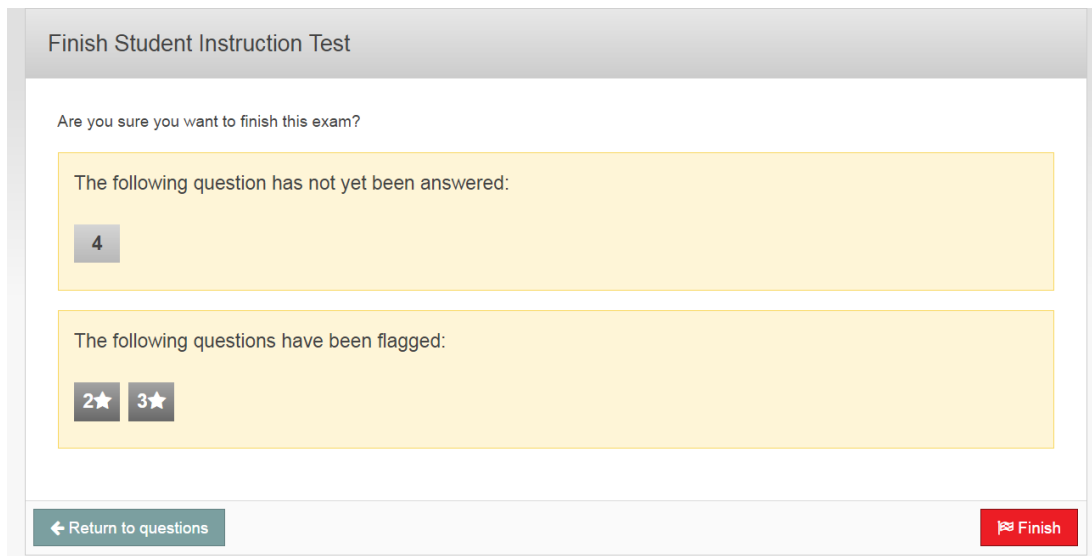 Finish Student Instruction Test
Are you sure you want to finish this exam?
The following question has not yet been answered:
4
The following questions have been flagged:
2★ 3★
← Return to questions
Finish